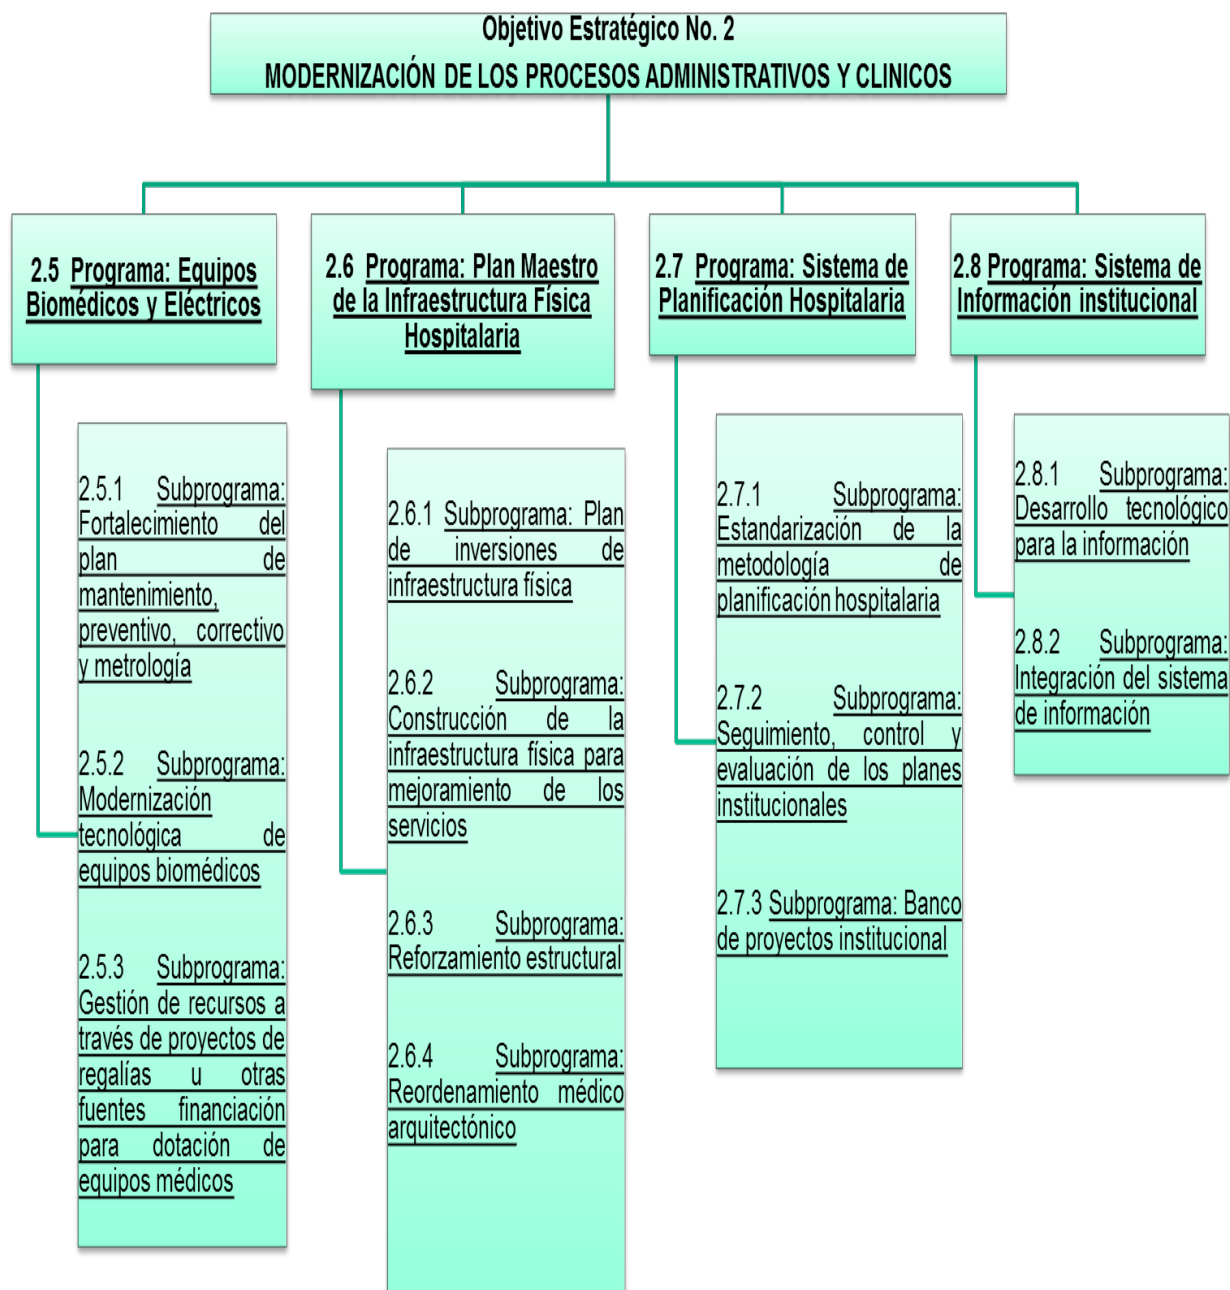 Objetivo Estratégico No. 2
MODERNIZACIÓN DE LOS PROCESOS ADMINISTRATIVOS Y CLINICOS
2.5 Programa: Equipos
Biomédicos y Eléctricos
2.5.1 Subprograma:
Fortalecimiento del
plan de
mantenimiento,
preventivo, correctivo
y metrología
2.5.2 Subprograma:
Modernización
tecnológica de
equipos biomédicos
2.5.3 Subprograma:
Gestión de recursos a
través de proyectos de
regalías u otras
fuentes financiación
para dotación de
equipos médicos
2.6 Programa: Plan Maestro
de la Infraestructura Física
Hospitalaria
2.6.1 Subprograma: Plan
de inversiones de
infraestructura física
2.6.2 Subprograma:
Construcción de la
infraestructura física para
mejoramiento de los
servicios
2.6.3 Subprograma:
Reforzamiento estructural
2.6.4 Subprograma:
Reordenamiento médico
arquitectónico
2.7 Programa: Sistema de
Planificación Hospitalaria
2.7.1 Subprograma:
Estandarización de la
metodología de
planificación hospitalaria
2.7.2 Subprograma:
Seguimiento, control y
evaluación de los planes
institucionales
2.7.3 Subprograma: Banco
de proyectos institucional
2.8 Programa: Sistema de
Información institucional
2.8.1 Subprograma:
Desarrollo tecnológico
para la información
2.8.2 Subprograma:
Integración del sistema
de información